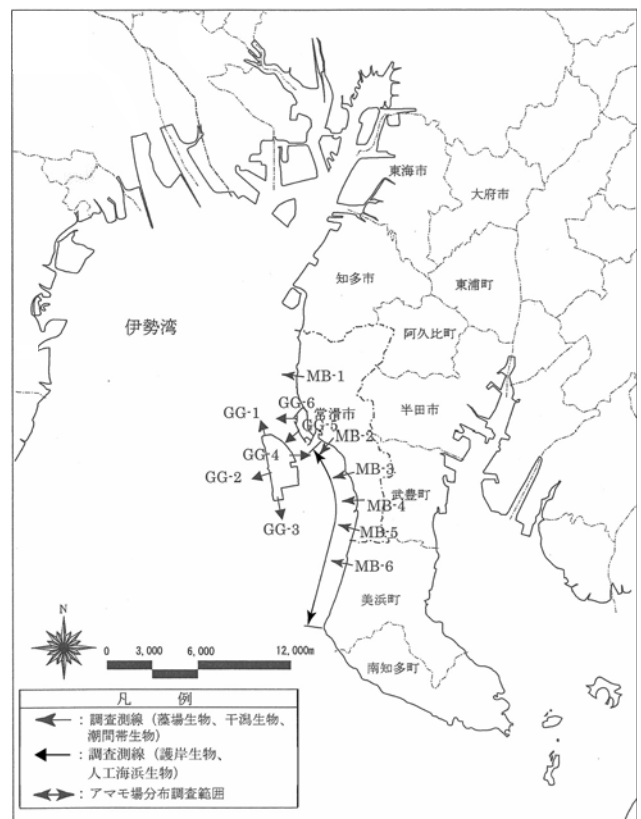 東海市
大府市
知多市
東浦町
伊勢湾
阿久比町
MB-1
GG-6
常滑市
半田市
GG-1
GG-5
MB-2
GG-4
MB-3
GG-2
武豊町
MB-4
GG-3
MB-5
MB-6
美浜町
N
南知多町
0 3,000 6,000 12,000m
凡 例
:調査測線(藻場生物、干潟生物、
潮間帯生物)
:調査測線(護岸生物、
人工海浜生物)
:アマモ場分布調査範囲